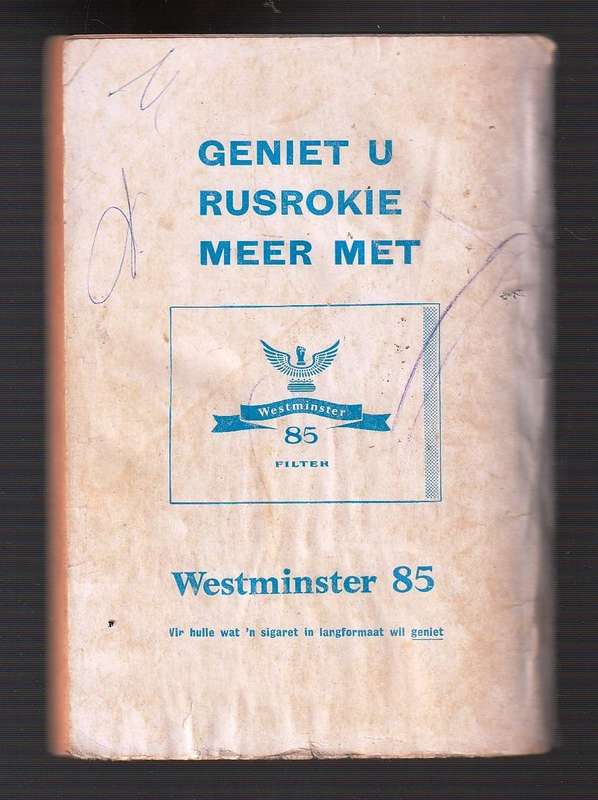 GENIET U
RUSROKIE
MEER MET
Westminster
85
FILTER
Westminster 85
Vir hulle wat 'n sigaret in langformaat wil geniet